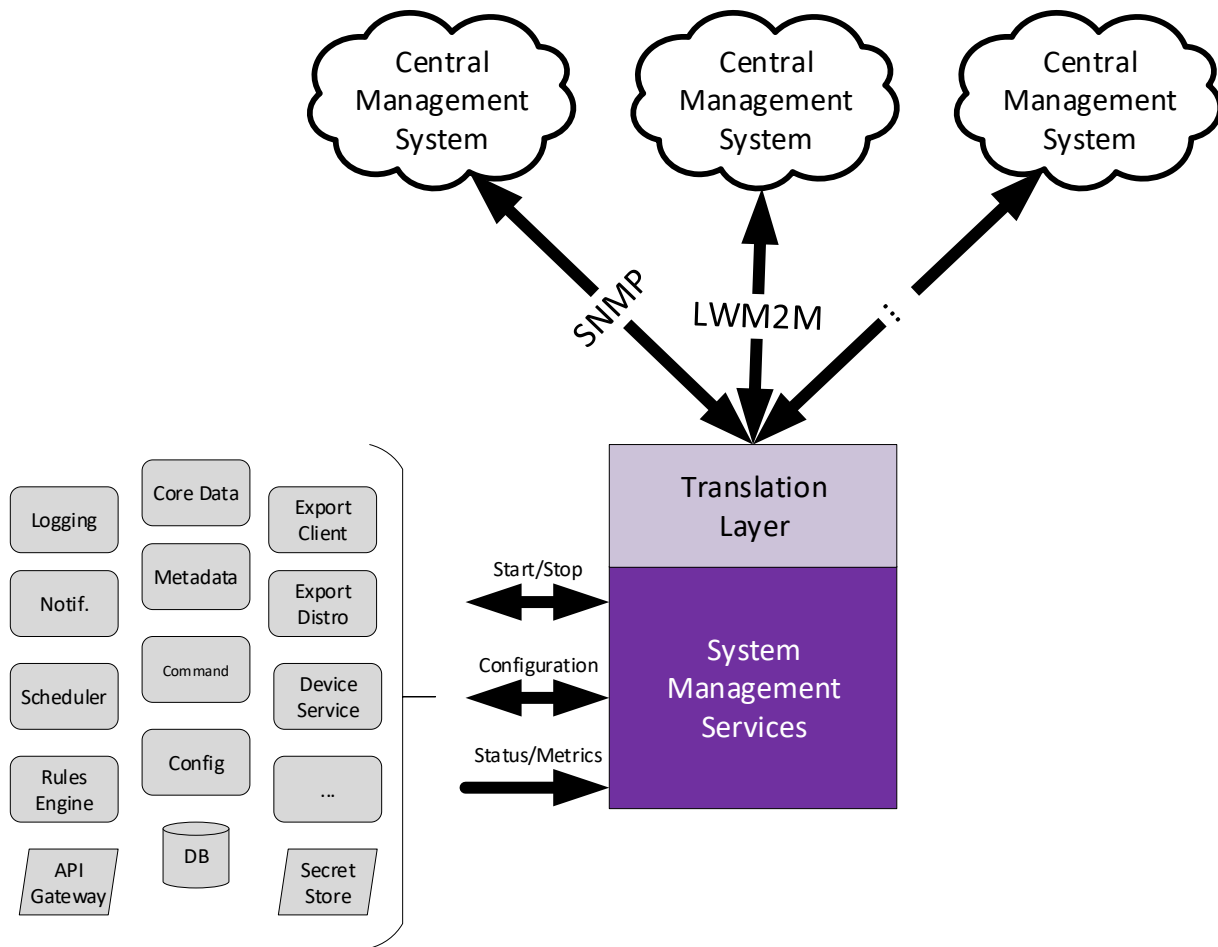 Central
Management
System
Central
Management
System
Central
Management
System
SNMP
LWM2M
...
Translation
Layer
System
Management
Services
Start/Stop
Configuration
Status/Metrics
Logging
Core Data
Export
Client
Notif.
Metadata
Export
Distro
Scheduler
Command
Device
Service
Rules
Engine
Config
...
API
Gateway
DB
Secret
Store